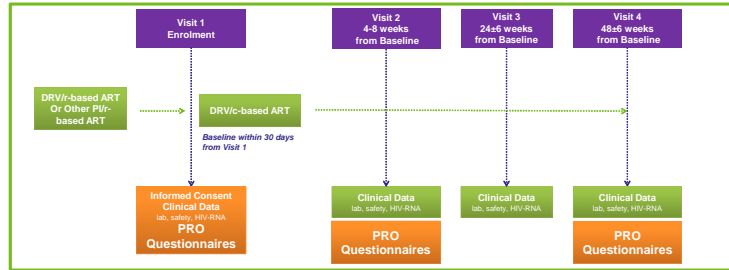 Visit 1
Enrolment
Visit 2
4-8 weeks
from Baseline
Visit 3
24±6 weeks
from Baseline
Visit 4
48±6 weeks
from Baseline
DRV/r-based ART
Or Other PI/r-
based ART
DRV/c-based ART
Baseline within 30 days
from Visit 1
Informed Consent
Clinical Data
lab, safety, HIV-RNA
PRO
Questionnaires
Clinical Data
lab, safety, HIV-RNA
PRO
Questionnaires
Clinical Data
lab, safety, HIV-RNA
Clinical Data
lab, safety, HIV-RNA
PRO
Questionnaires